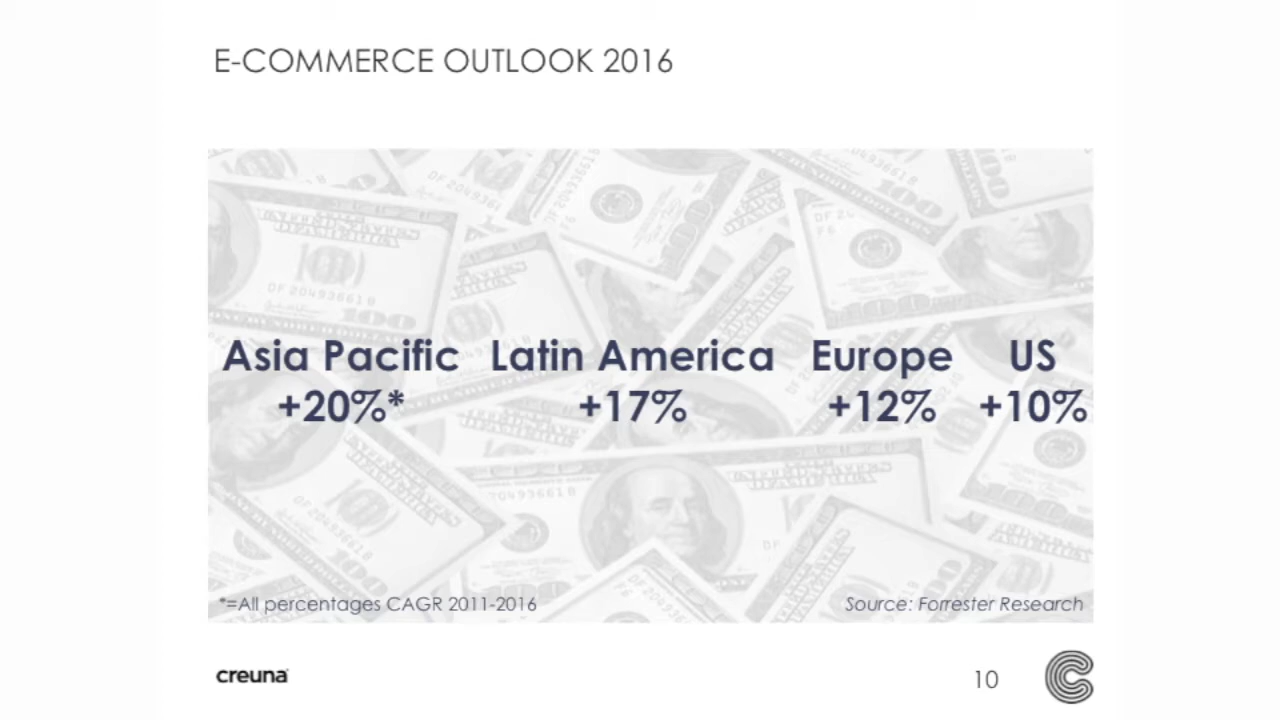 E-COMMERCE OUTLOOK 2016
Asia Pacific Latin America Europe US
+20%* +17% +12% +10%
*=All percentages CAGR 2011-2016 Source: Forrester Research
creuna 10